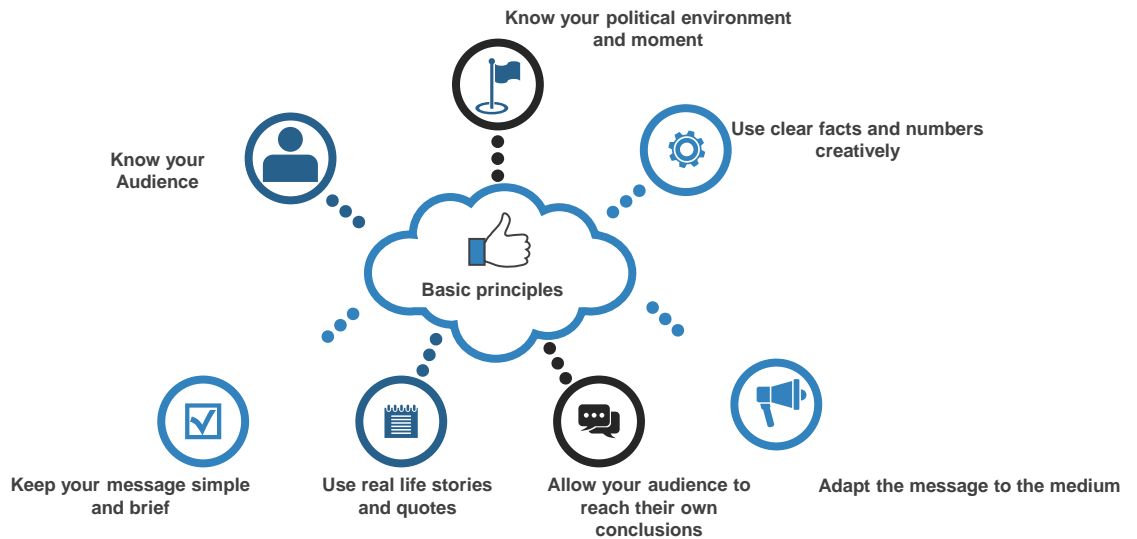 Know your political environment
and moment
Use clear facts and numbers
creatively
Know your
Audience
Basic principles
Keep your message simple
and brief
Use real life stories
and quotes
Allow your audience to
reach their own
conclusions
Adapt the message to the medium